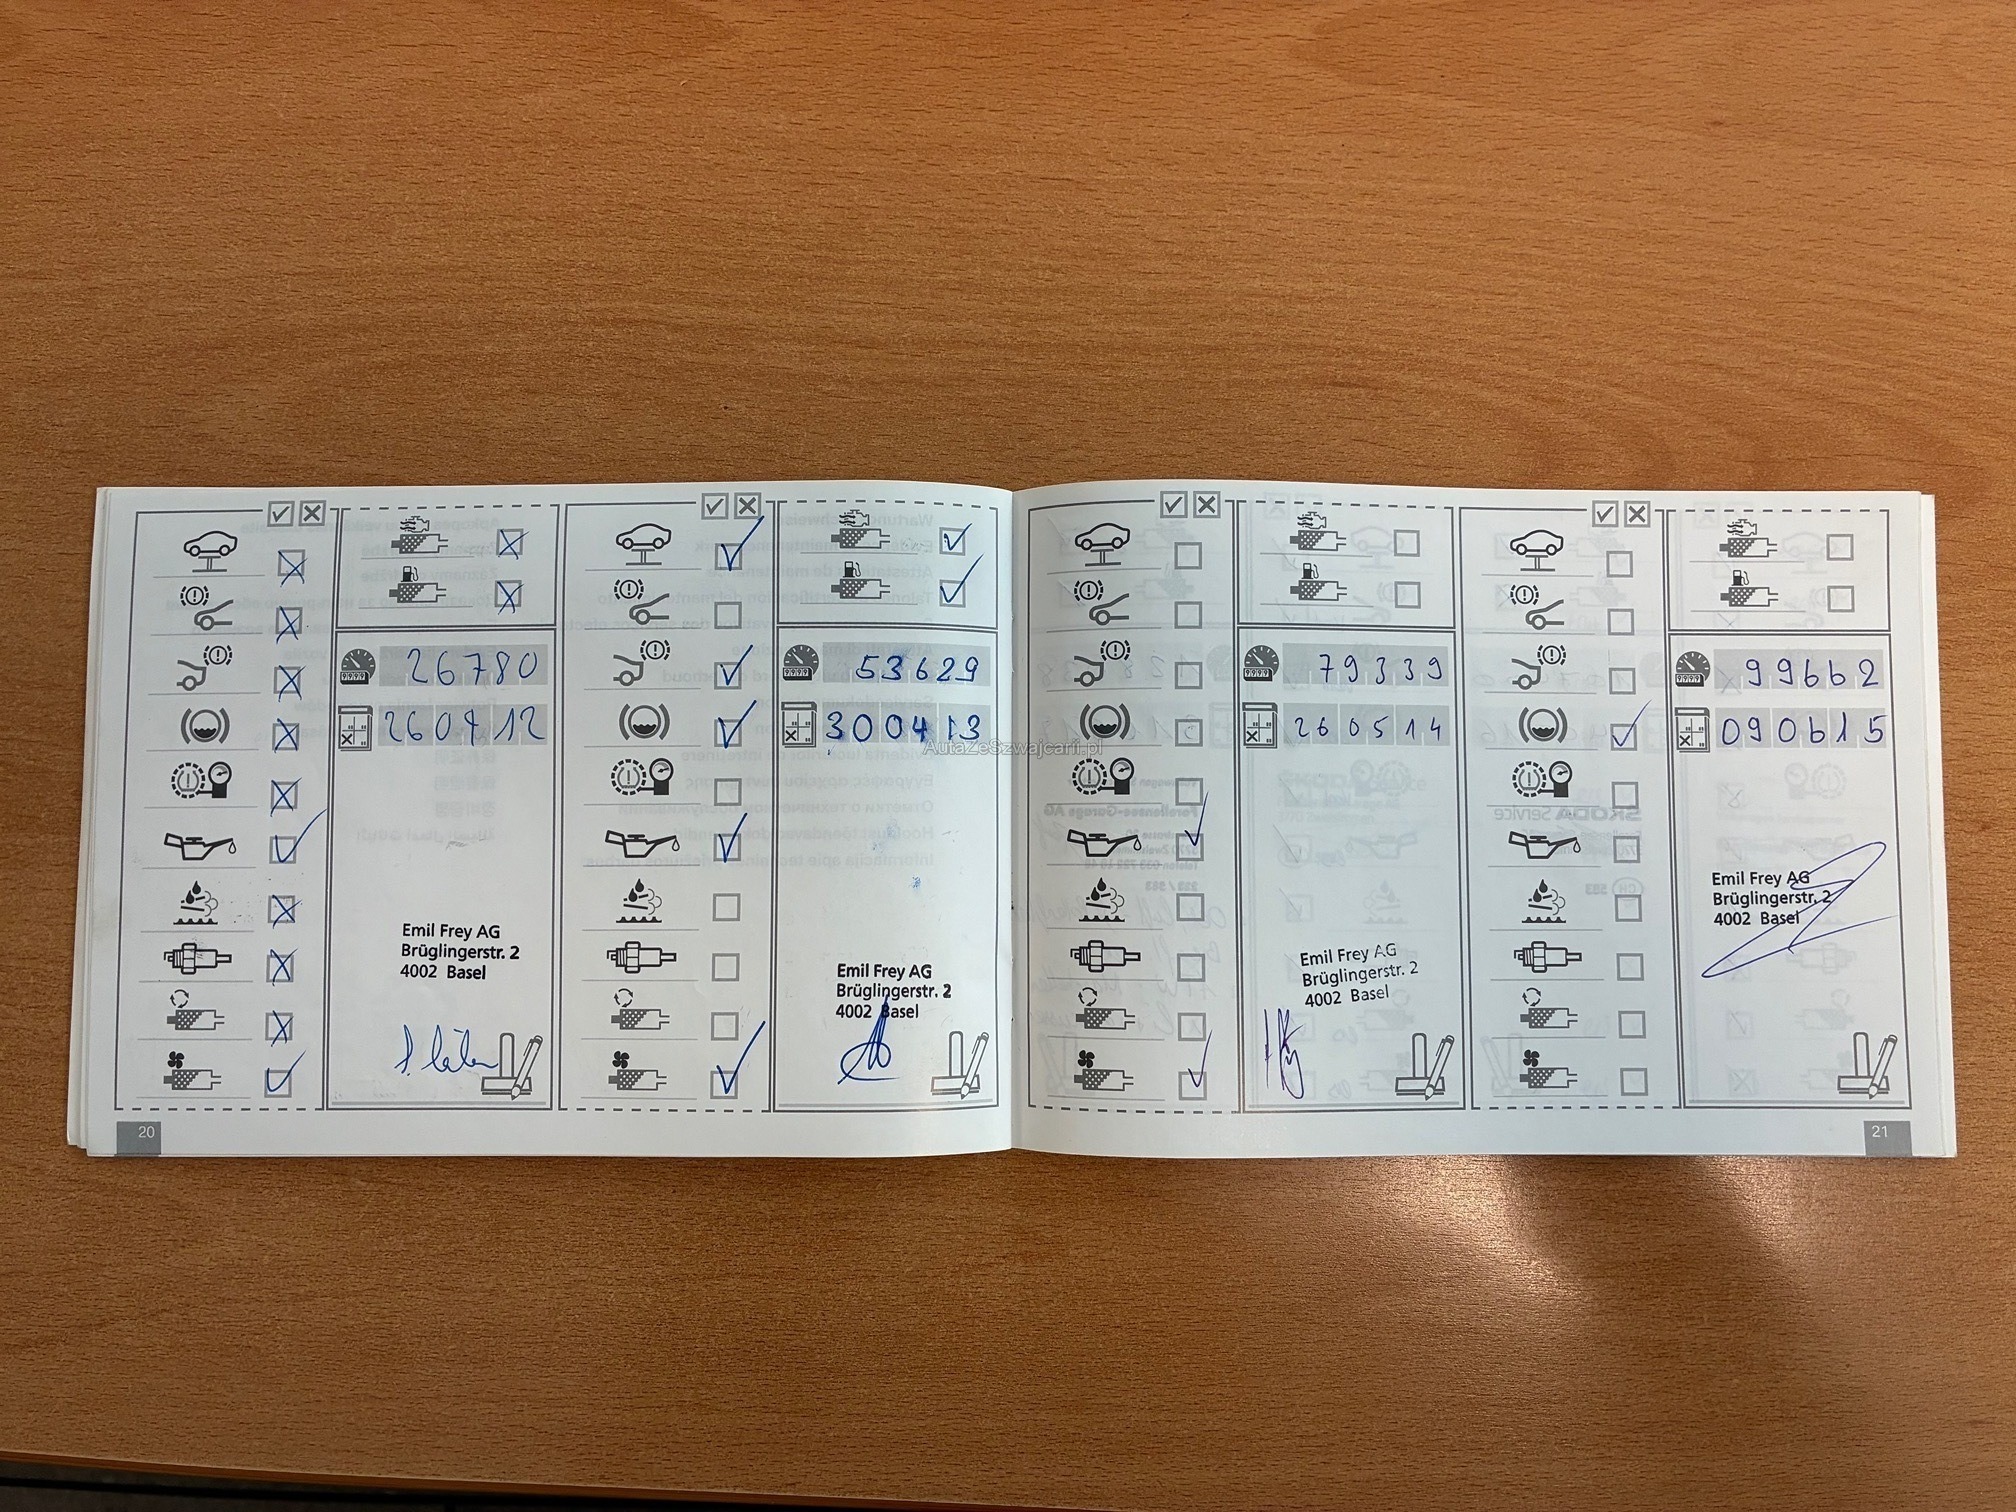 26780
260412
Emil Frey AG
Brüglingerstr. 2
4002 Basel
53629
300413
AutaZeSzwajcarii.pl
Emil Frey AG
Brüglingerstr. 2
4002 Basel
20
79339
260514
Emil Frey AG
Brüglingerstr. 2
4002 Basel
99662
090615
Emil Frey AG
Brüglingerstr. 2
4002 Basel
21